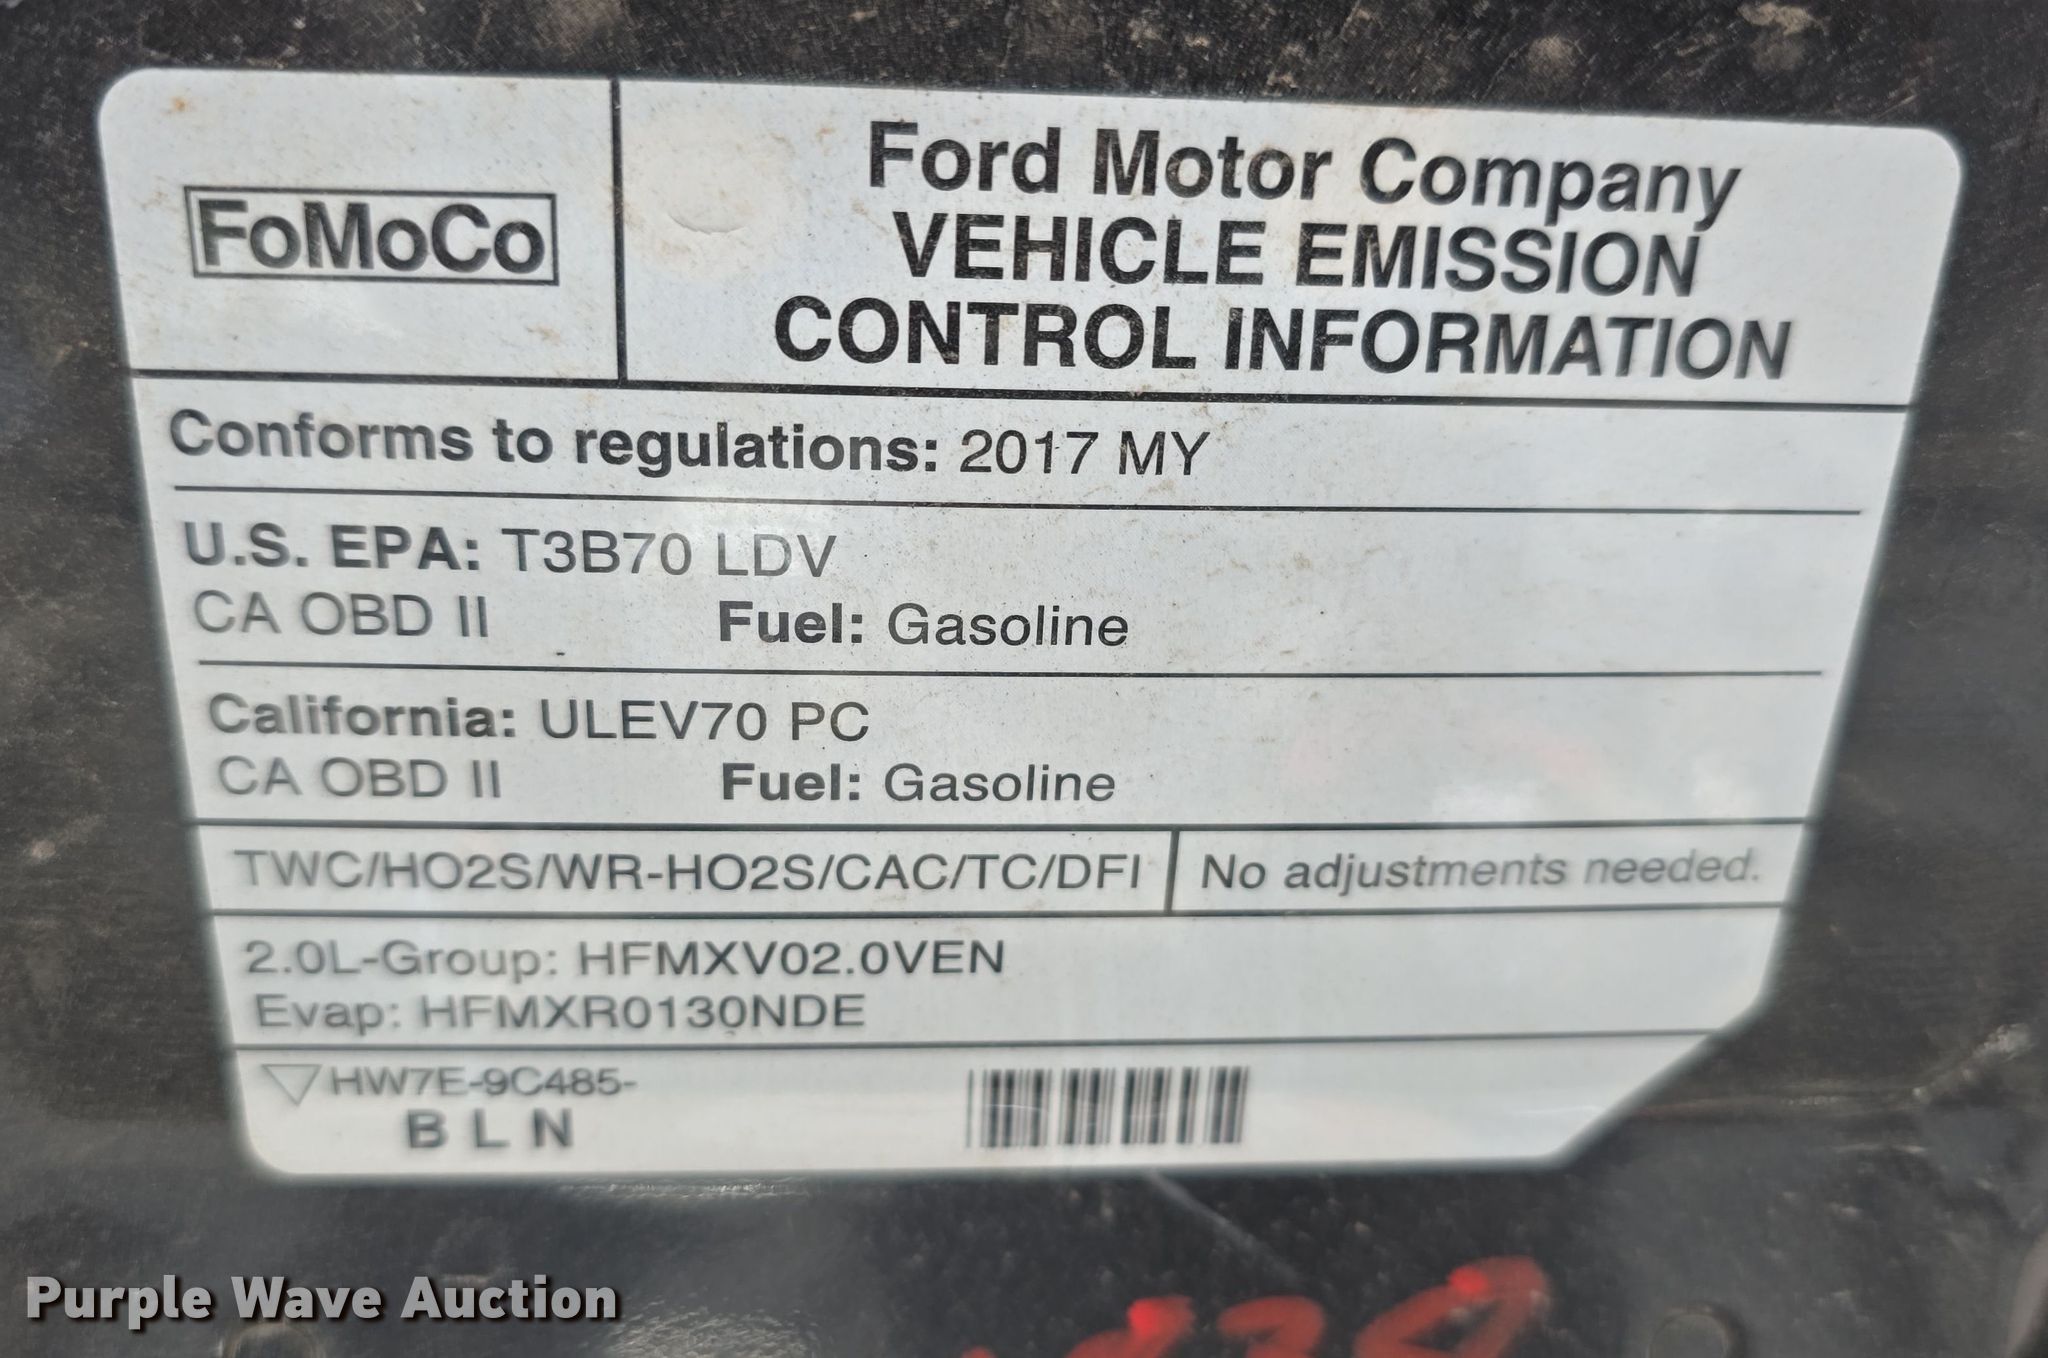 FoMoCo
Ford Motor Company
VEHICLE EMISSION
CONTROL INFORMATION
Conforms to regulations: 2017 MY
U.S. EPA: T3B70 LDV
CA OBD II Fuel: Gasoline
California: ULEV70 PC
CA OBD II Fuel: Gasoline
TWC/HO2S/WR-HO2S/CAC/TC/DFI No adjustments needed.
2.0L-Group: HFMXV02.0VEN
Evap: HFMXR0130NDE
HW7E-9C485-
B L N
Purple Wave Auction